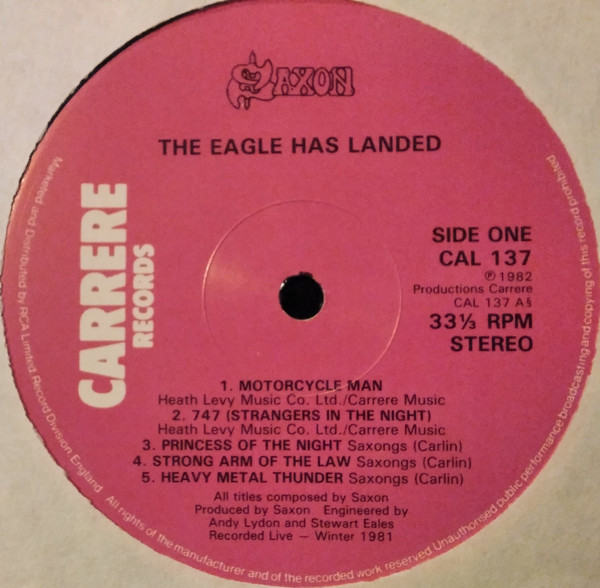 SAXON
THE EAGLE HAS LANDED
CARRERE
RECORDS
SIDE ONE
CAL 137
℗ 1982
Productions Carrere
CAL 137 A§
33⅓ RPM
STEREO
1. MOTORCYCLE MAN
Heath Levy Music Co. Ltd./Carrere Music
2. 747 (STRANGERS IN THE NIGHT)
Heath Levy Music Co. Ltd./Carrere Music
3. PRINCESS OF THE NIGHT Saxongs (Carlin)
4. STRONG ARM OF THE LAW Saxongs (Carlin)
5. HEAVY METAL THUNDER Saxongs (Carlin)
All titles composed by Saxon
Produced by Saxon Engineered by
Andy Lydon and Stewart Eales
Recorded Live – Winter 1981
Marketed and Distributed by RCA Limited Record Division England All rights of the manufacturer and of the recorded work reserved Unauthorised public performance broadcasting and copying of this record prohibited